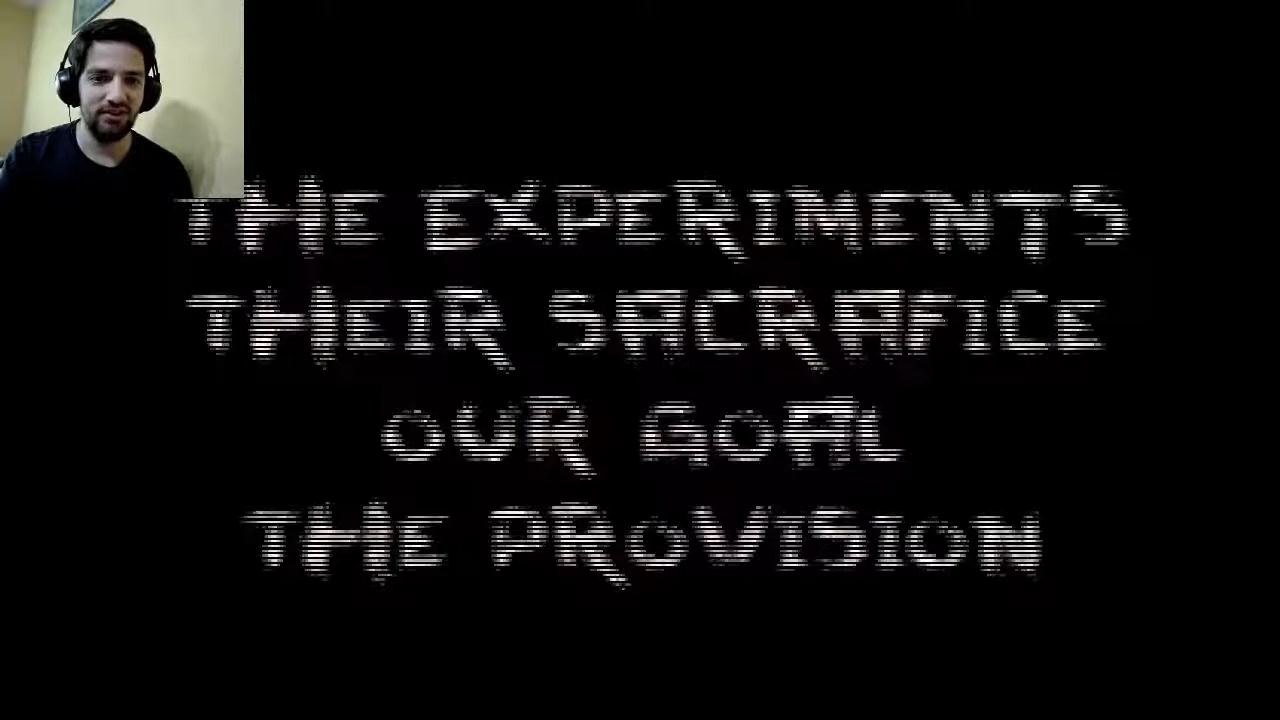 THE EXPERIMENTS
THEIR SACRAFICE
OUR GOAL
THE PROVISION